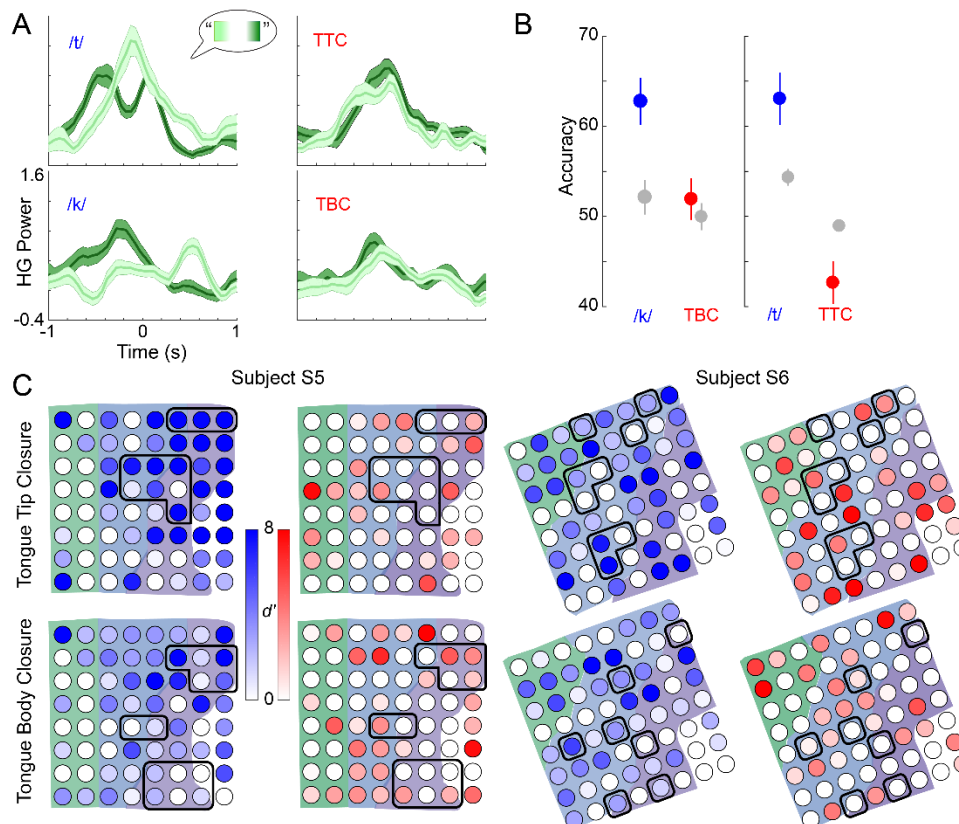 A
/t/
“ ”
TTC
/k/
TBC
1.6
HG Power
-0.4
-1 0 1
Time (s)
B
70
60
50
40
Accuracy
/k/ TBC /t/ TTC
C
Subject S5 Subject S6
Tongue Tip Closure
Tongue Body Closure
8
d'
0